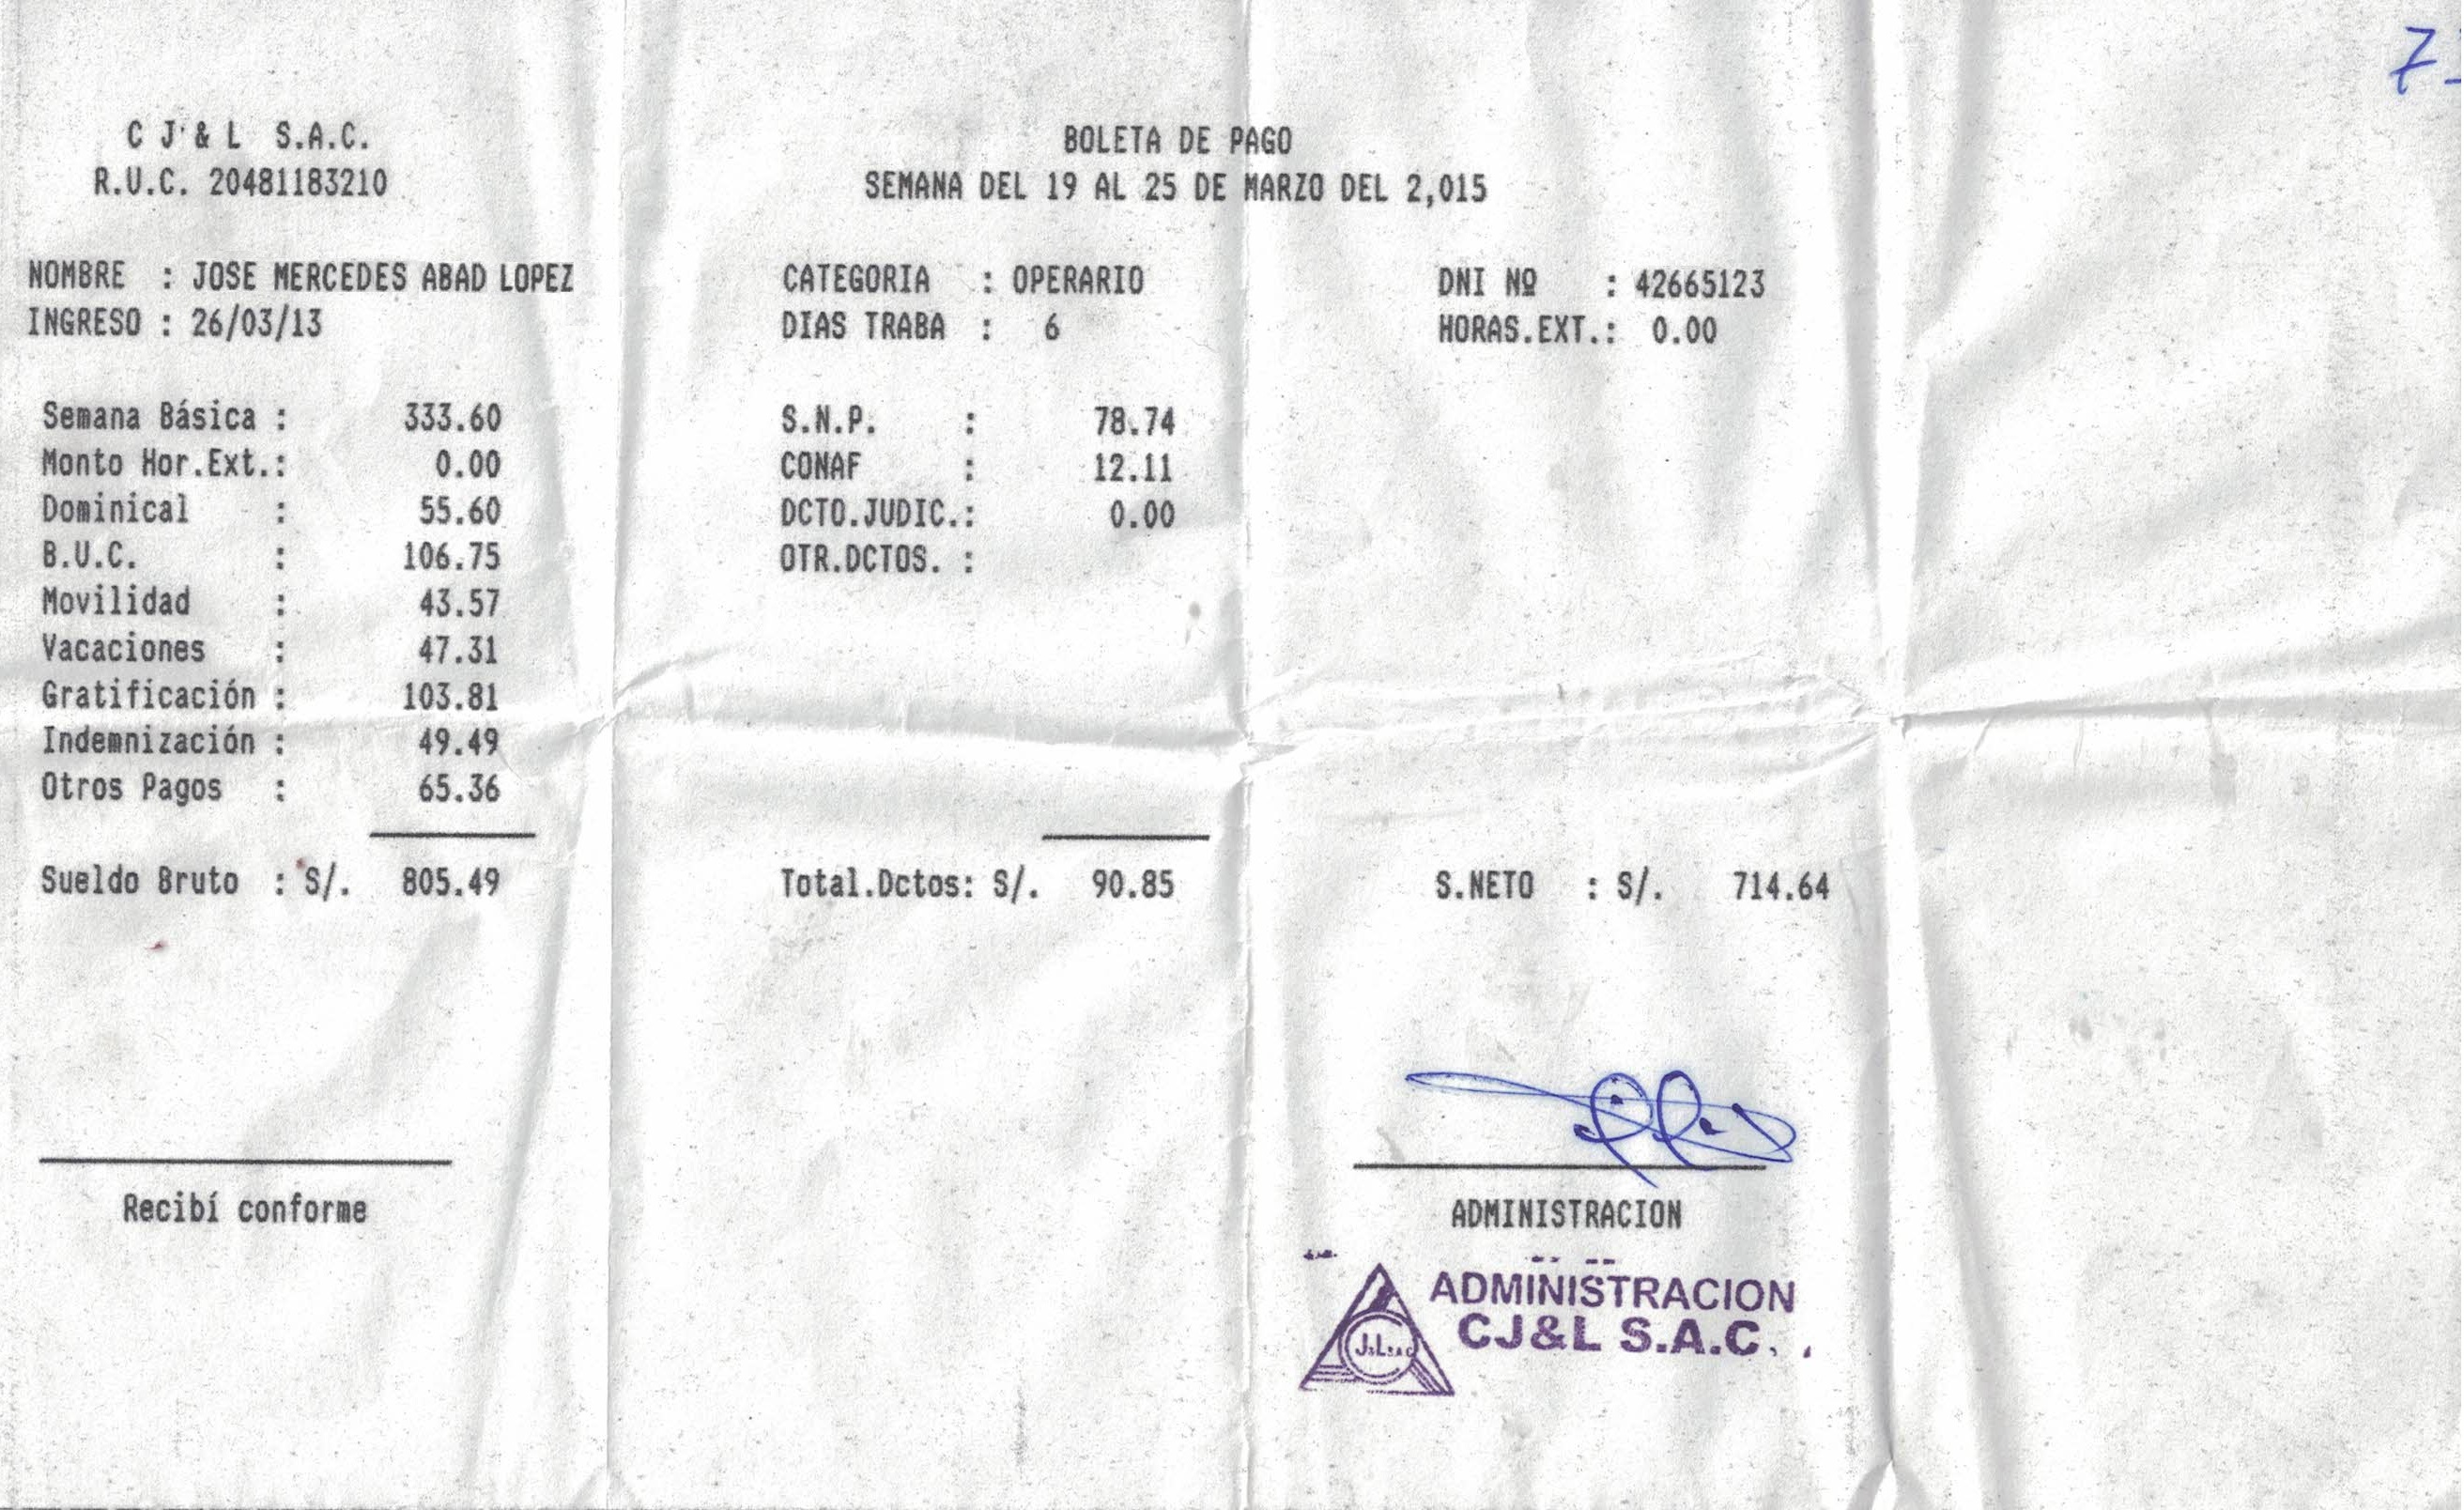 C J & L S.A.C.
R.U.C. 20481183210
BOLETA DE PAGO
SEMANA DEL 19 AL 25 DE MARZO DEL 2,015
NOMBRE : JOSE MERCEDES ABAD LOPEZ CATEGORIA : OPERARIO DNI Nº : 42665123
INGRESO : 26/03/13 DIAS TRABA : 6 HORAS.EXT.: 0.00
Semana Básica : 333.60 S.N.P. : 78.74
Monto Hor.Ext.: 0.00 CONAF : 12.11
Dominical : 55.60 DCTO.JUDIC.: 0.00
B.U.C. : 106.75 OTR.DCTOS. :
Movilidad : 43.57
Vacaciones : 47.31
Gratificación : 103.81
Indemnización : 49.49
Otros Pagos : 65.36
Sueldo Bruto : S/. 805.49 Total.Dctos: S/. 90.85 S.NETO : S/. 714.64
Recibí conforme ADMINISTRACION
ADMINISTRACION
CJ&L S.A.C.